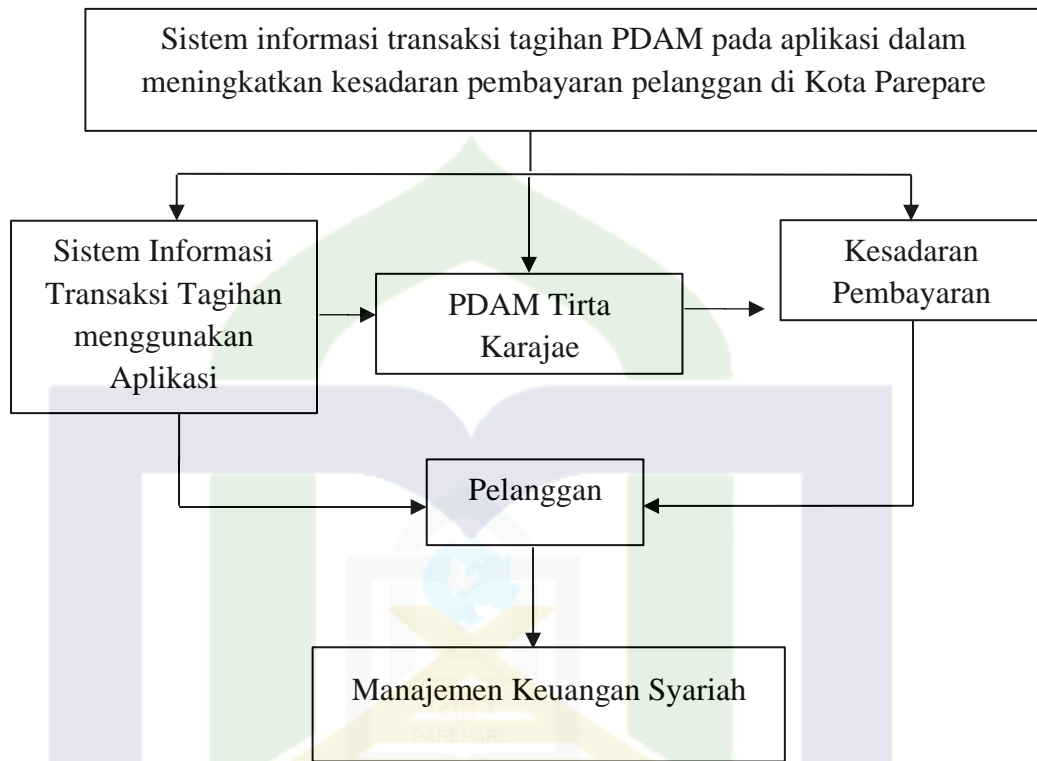 Sistem informasi transaksi tagihan PDAM pada aplikasi dalam
meningkatkan kesadaran pembayaran pelanggan di Kota Parepare
Sistem Informasi
Transaksi Tagihan
menggunakan
Aplikasi
PDAM Tirta
Karajae
Kesadaran
Pembayaran
Pelanggan
Manajemen Keuangan Syariah
PAREPARE